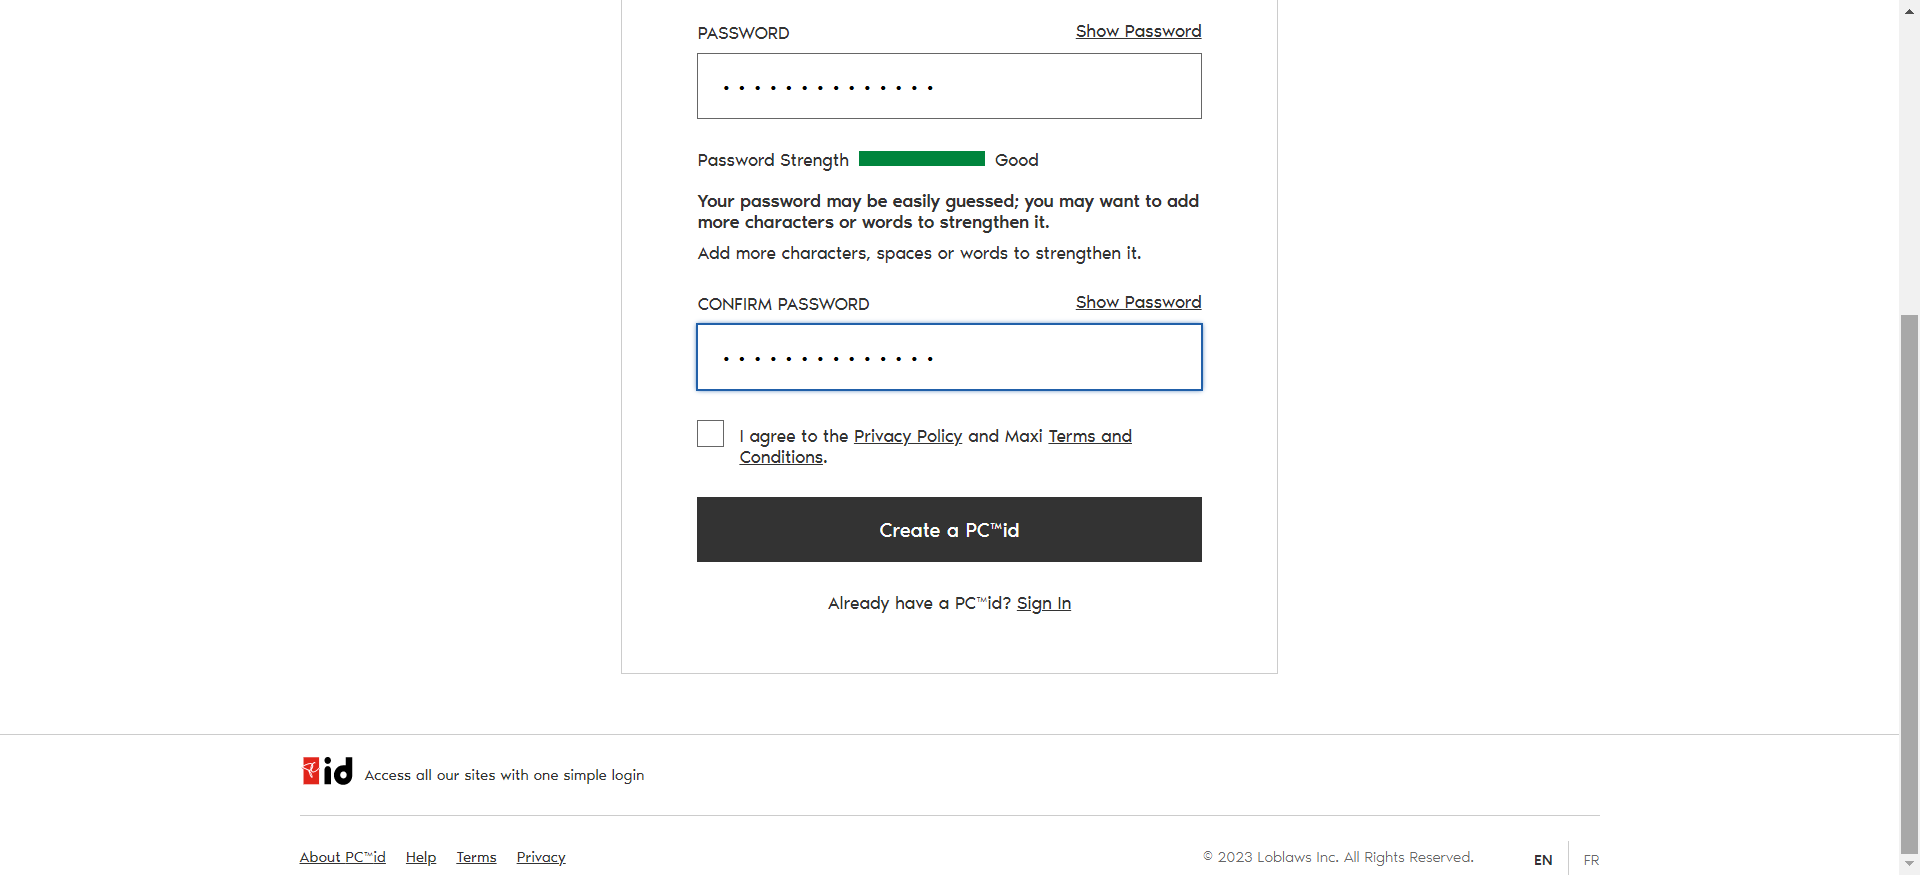 PASSWORD Show Password
••••••••••••••
Password Strength Good
Your password may be easily guessed; you may want to add
more characters or words to strengthen it.
Add more characters, spaces or words to strengthen it.
CONFIRM PASSWORD Show Password
••••••••••••••
I agree to the Privacy Policy and Maxi Terms and
Conditions.
Create a PC™id
Already have a PC™id? Sign In
id Access all our sites with one simple login
About PC™id Help Terms Privacy © 2023 Loblaws Inc. All Rights Reserved. EN FR